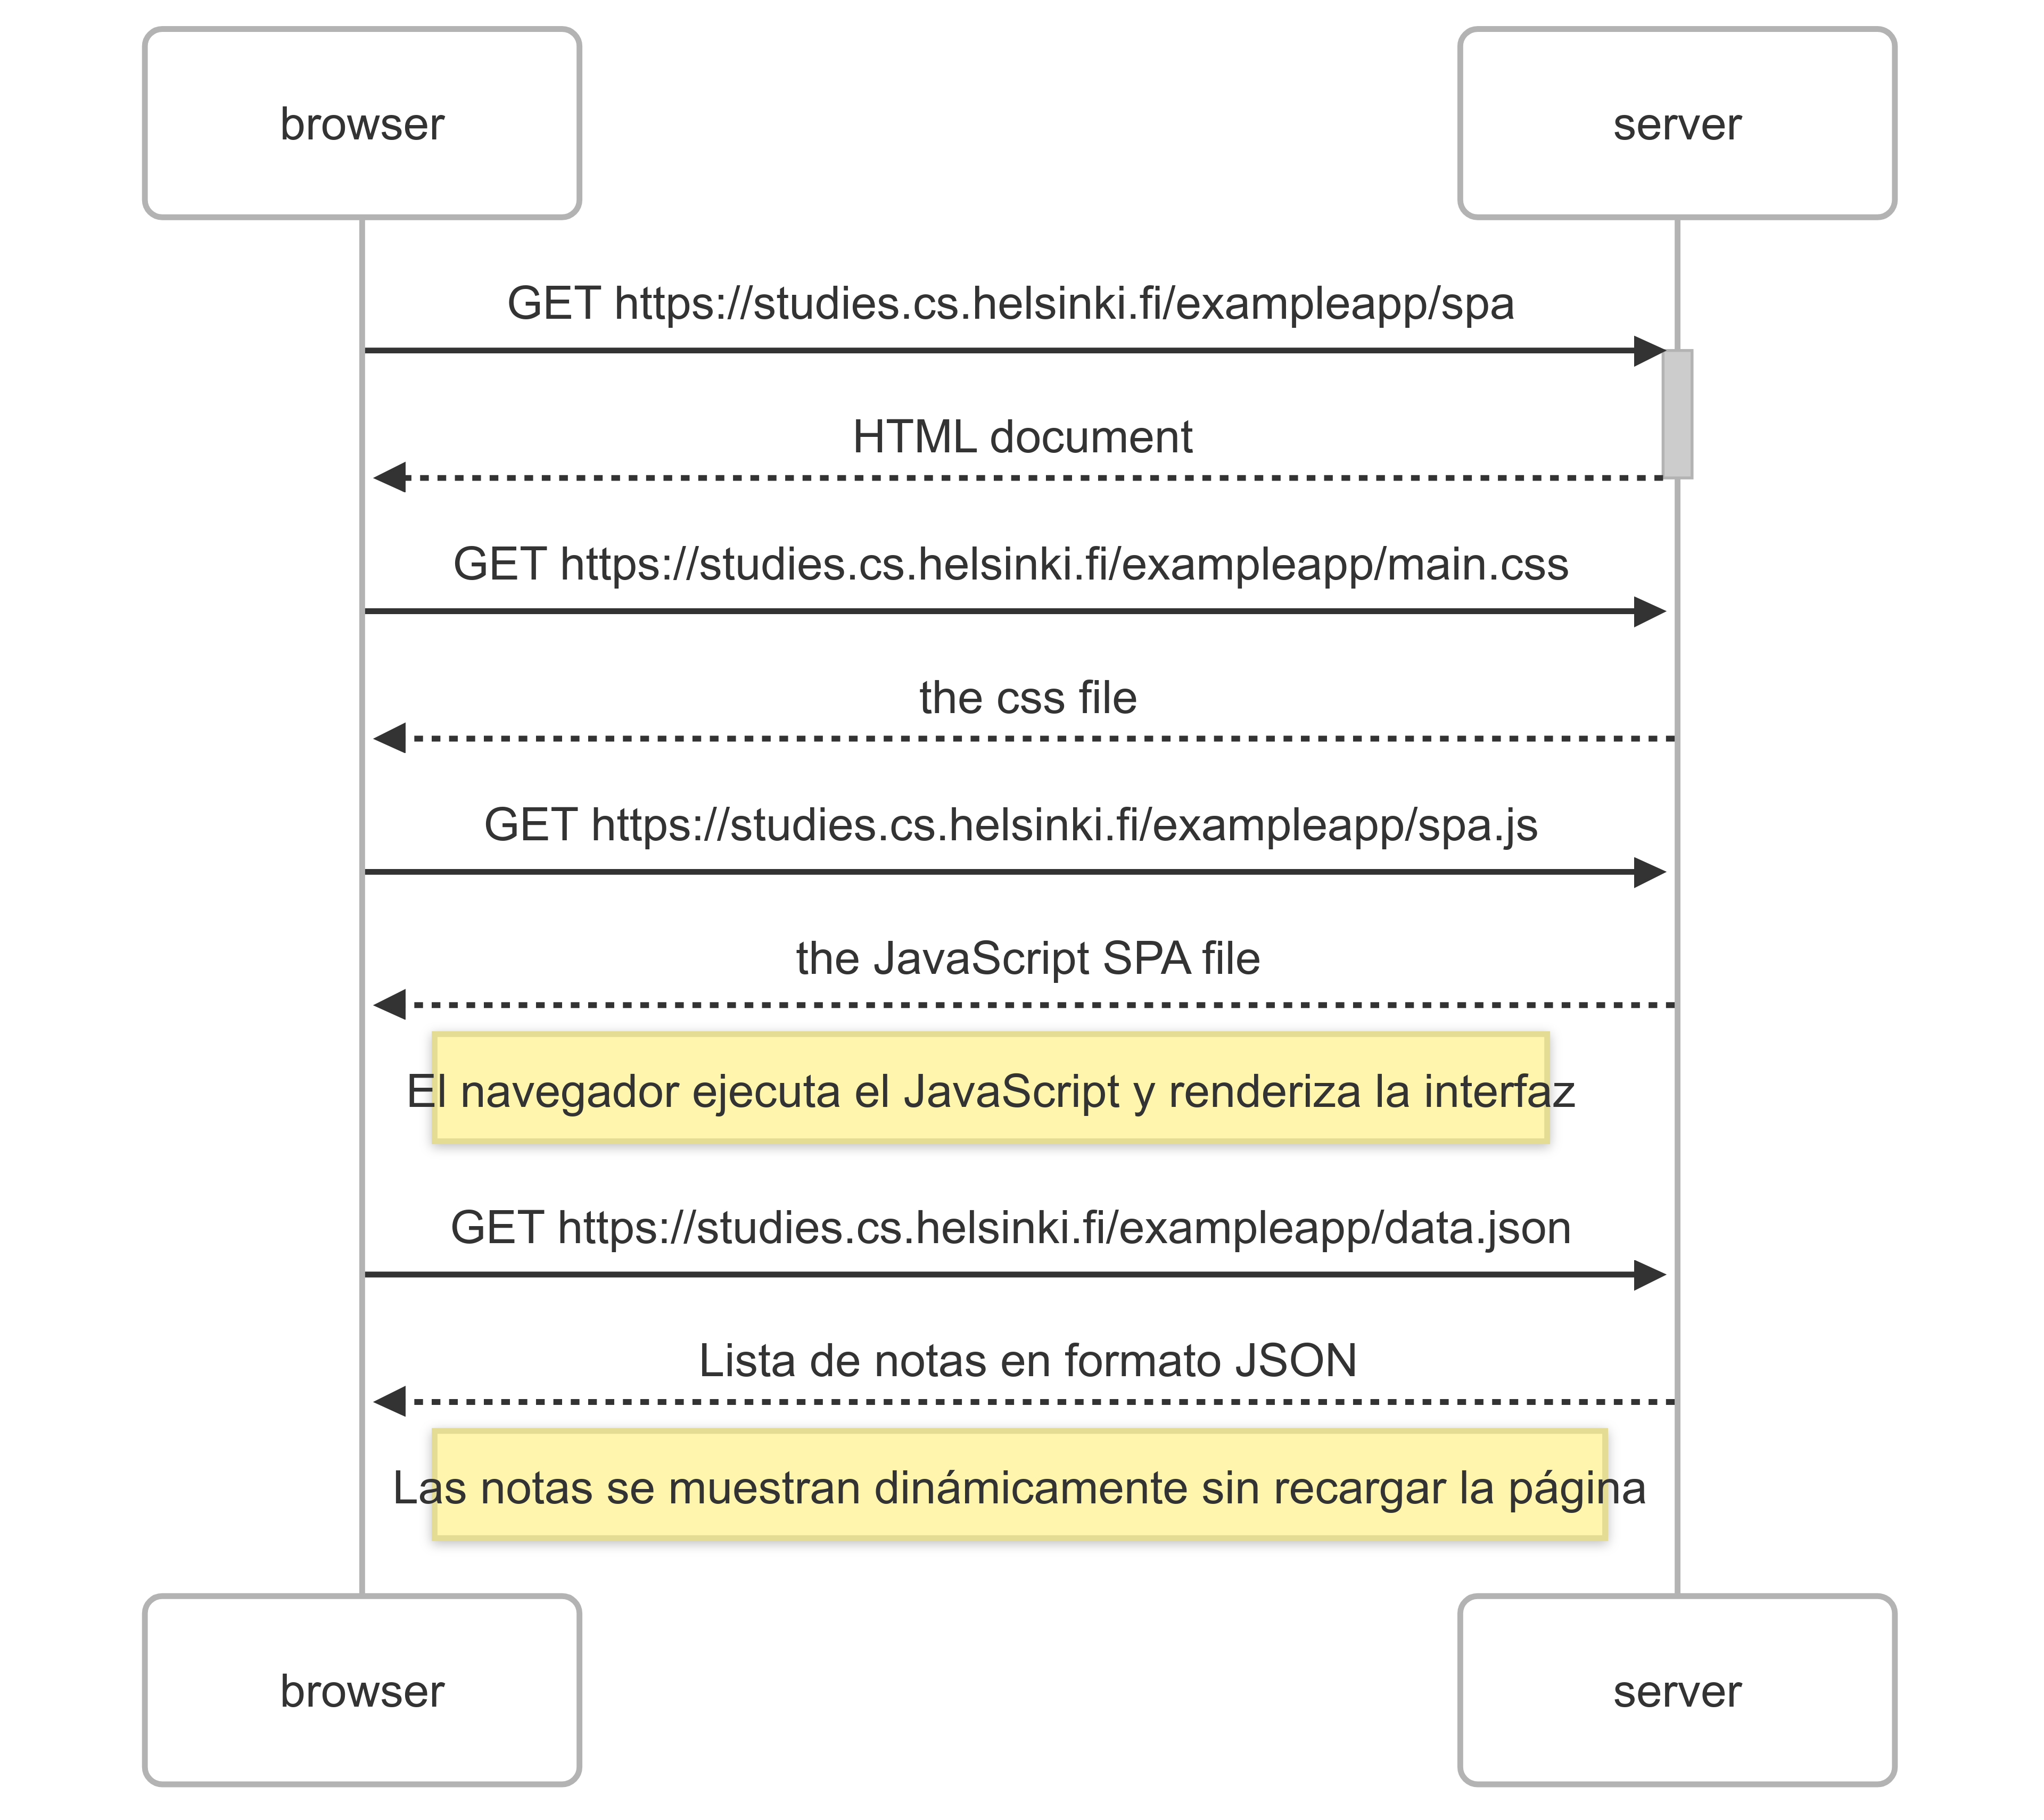 browser
server
GET https://studies.cs.helsinki.fi/exampleapp/spa
HTML document
GET https://studies.cs.helsinki.fi/exampleapp/main.css
the css file
GET https://studies.cs.helsinki.fi/exampleapp/spa.js
the JavaScript SPA file
El navegador ejecuta el JavaScript y renderiza la interfaz
GET https://studies.cs.helsinki.fi/exampleapp/data.json
Lista de notas en formato JSON
Las notas se muestran dinámicamente sin recargar la página
browser
server